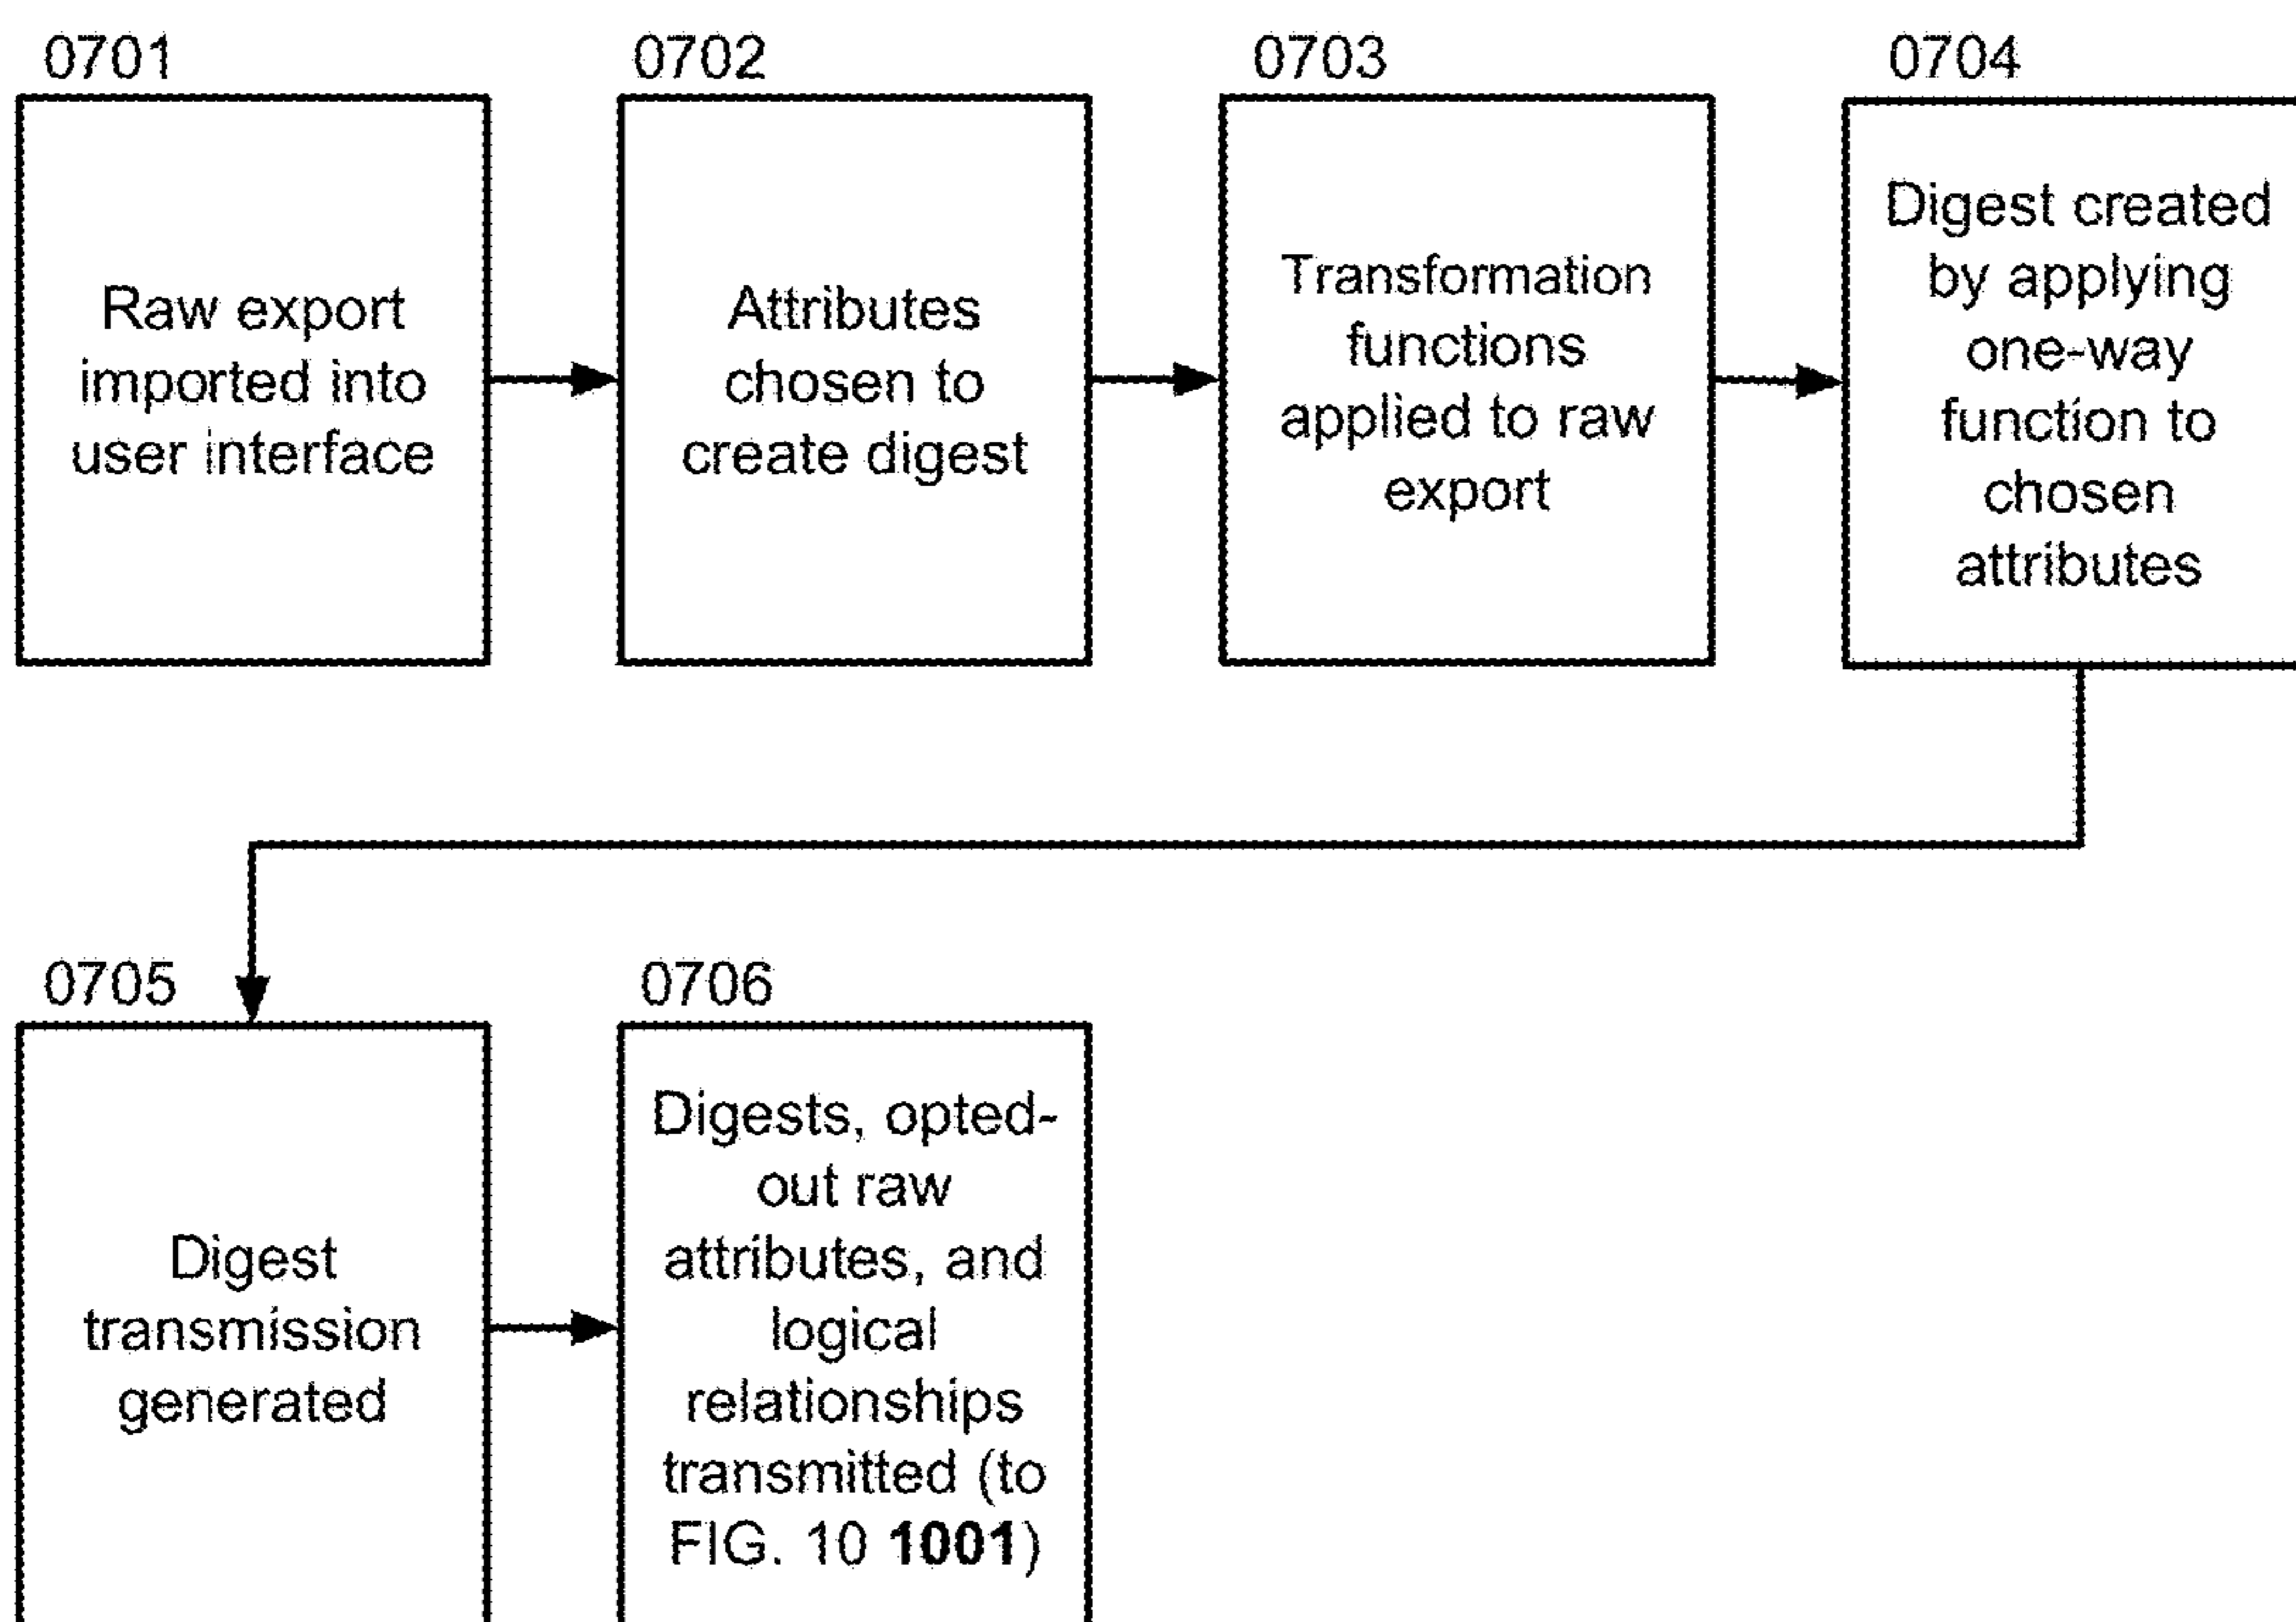 0701
Raw export
imported into
user interface
0702
Attributes
chosen to
create digest
0703
Transformation
functions
applied to raw
export
0704
Digest created
by applying
one-way
function to
chosen
attributes
0705
Digest
transmission
generated
0706
Digests, opted-
out raw
attributes, and
logical
relationships
transmitted (to
FIG. 10 1001)